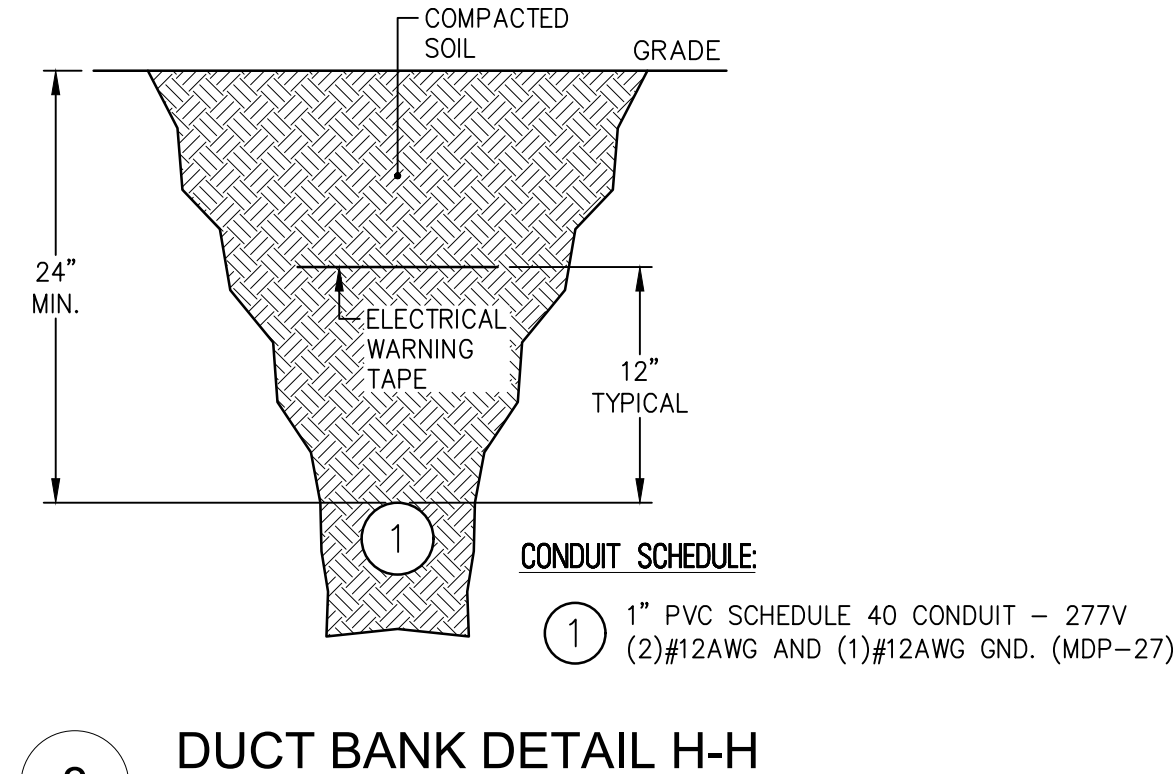 COMPACTED
SOIL
GRADE
24”
MIN.
ELECTRICAL
WARNING
TAPE
12”
TYPICAL
1
CONDUIT SCHEDULE:
1
1” PVC SCHEDULE 40 CONDUIT – 277V
(2)#12AWG AND (1)#12AWG GND. (MDP–27)
DUCT BANK DETAIL H-H